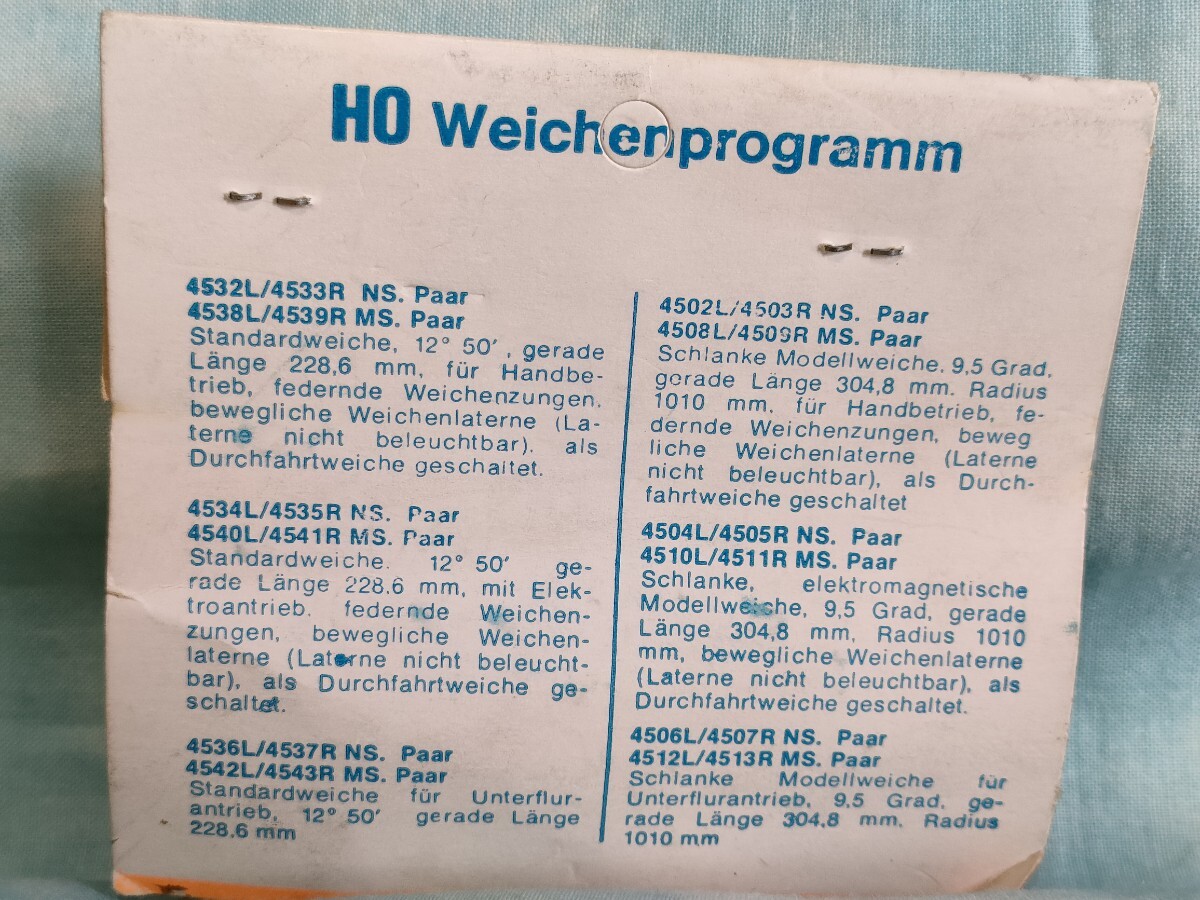 HO Weichenprogramm
4532L/4533R NS. Paar
4538L/4539R MS. Paar
Standardweiche, 12° 50′, gerade
Länge 228,6 mm, für Handbe-
trieb, federnde Weichenzungen,
bewegliche Weichenlaterne (La-
terne nicht beleuchtbar), als
Durchfahrtweiche geschaitet.
4534L/4535R NS. Paar
4540L/4541R MS. Paar
Standardweiche. 12° 50′ ge-
rade Länge 228,6 mm, mit Elek-
troantrieb. federnde Weichen-
zungen, bewegliche Weichen-
laterne (Laterne nicht beleucht-
bar), als Durchfahrtweiche ge-
schaltet.
4536L/4537R NS. Paar
4542L/4543R MS. Paar
Standardweiche für Unterflur-
antrieb, 12° 50′ gerade Länge
228,6 mm
4502L/4503R NS. Paar
4508L/4509R MS. Paar
Schlanke Modellweiche. 9,5 Grad,
gerade Länge 304,8 mm. Radius
1010 mm, für Handbetrieb, fe-
dernde Weichenzungen, beweg
liche Weichenlaterne (Laterne
nicht beleuchtbar), als Durch-
fahrtweiche geschaltet
4504L/4505R NS. Paar
4510L/4511R MS. Paar
Schlanke, elektromagnetische
Modellweiche, 9,5 Grad, gerade
Länge 304,8 mm, Radius 1010
mm, bewegliche Weichenlaterne
(Laterne nicht beleuchtbar), als
Durchfahrtweiche geschaltet.
4506L/4507R NS. Paar
4512L/4513R MS. Paar
Schlanke Modellweiche für
Unterflurantrieb, 9,5 Grad, ge-
rade Länge 304,8 mm, Radius
1010 mm